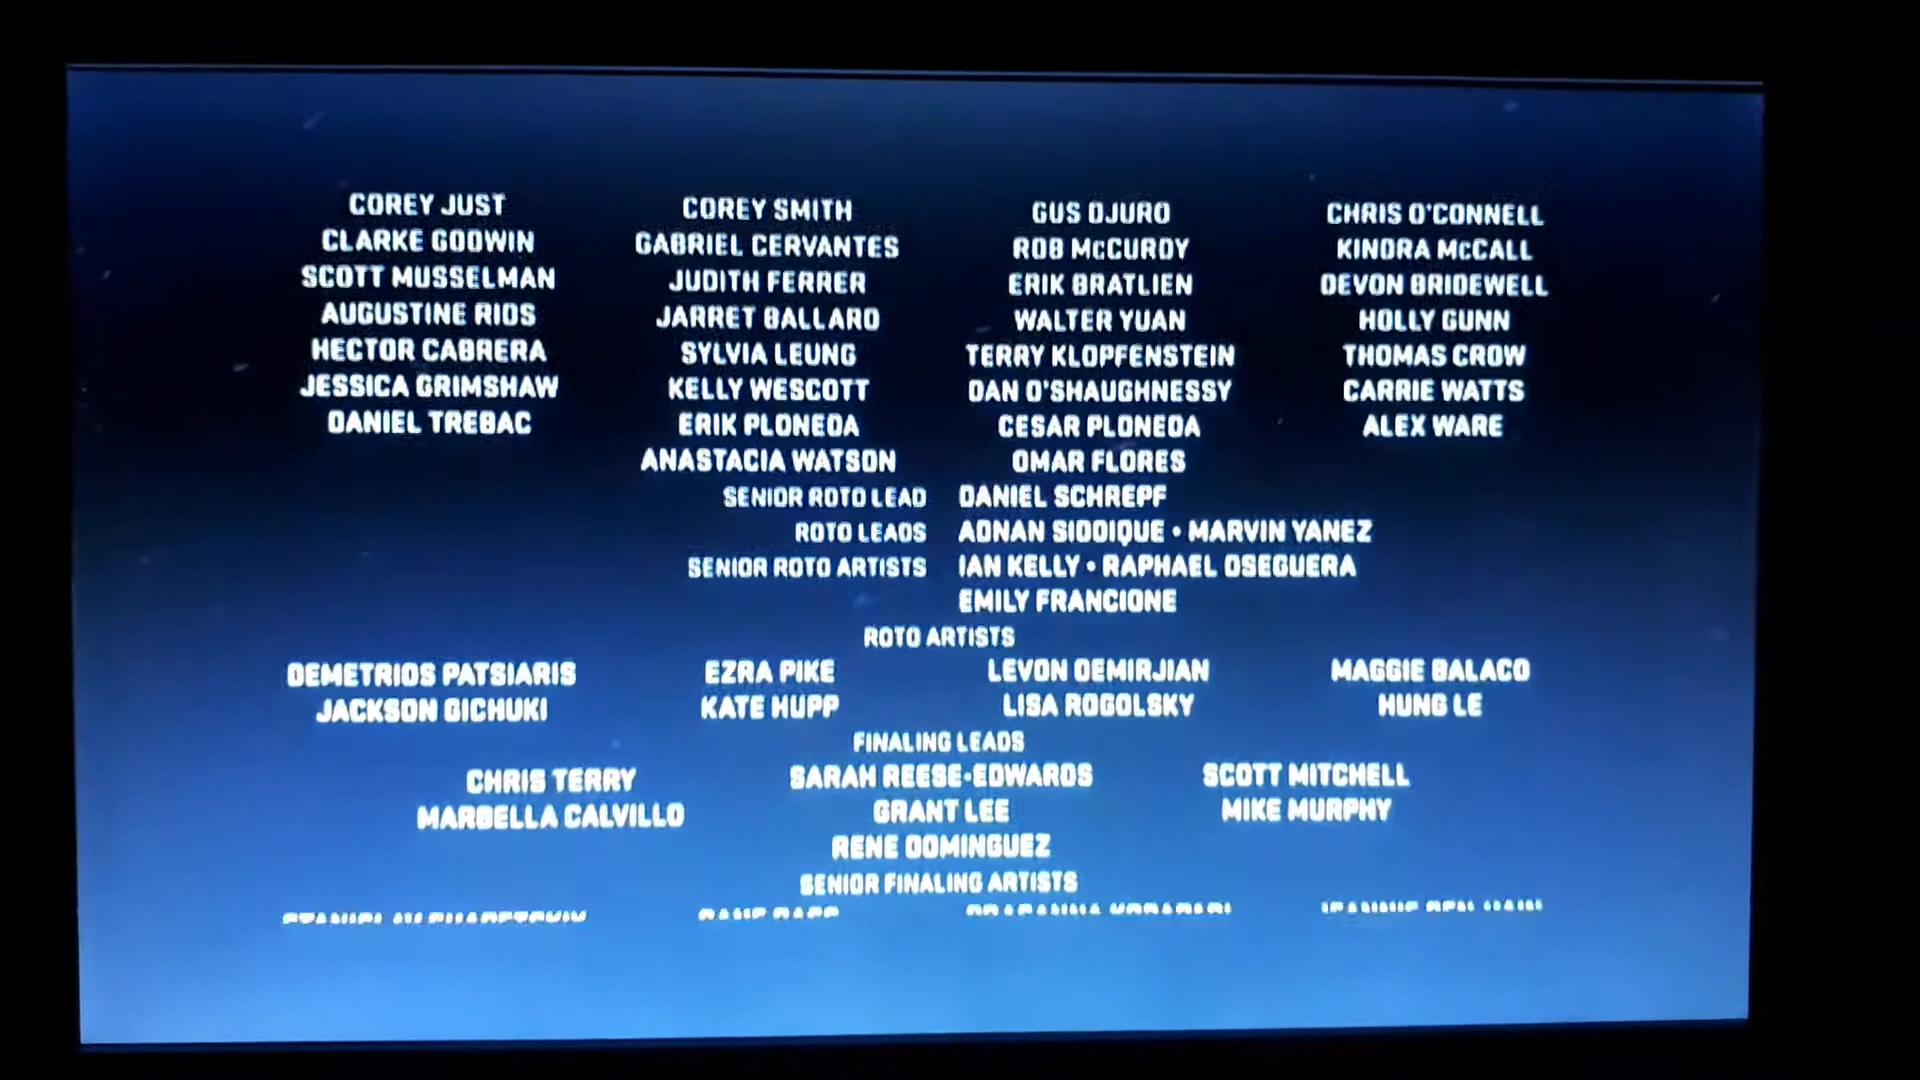 COREY JUST COREY SMITH GUS DJURO CHRIS O'CONNELL
CLARKE GODWIN GABRIEL CERVANTES ROB McCURDY KINDRA McCALL
SCOTT MUSSELMAN JUDITH FERRER ERIK BRATLIEN DEVON BRIDEWELL
AUGUSTINE RIOS JARRET BALLARD WALTER YUAN HOLLY GUNN
HECTOR CABRERA SYLVIA LEUNG TERRY KLOPFENSTEIN THOMAS CROW
JESSICA GRIMSHAW KELLY WESCOTT DAN O'SHAUGHNESSY CARRIE WATTS
DANIEL TREBAC ERIK PLONEDA CESAR PLONEDA ALEX WARE
ANASTACIA WATSON OMAR FLORES
SENIOR ROTO LEAD DANIEL SCHREPF
ROTO LEADS ADNAN SIDDIQUE • MARVIN YANEZ
SENIOR ROTO ARTISTS IAN KELLY • RAPHAEL OSEGUERA
EMILY FRANCIONE
ROTO ARTISTS
DEMETRIOS PATSIARIS EZRA PIKE LEVON DEMIRJIAN MAGGIE BALACO
JACKSON GICHUKI KATE HUPP LISA ROGOLSKY HUNG LE
FINALING LEADS
CHRIS TERRY SARAH REESE-EDWARDS SCOTT MITCHELL
MARBELLA CALVILLO GRANT LEE MIKE MURPHY
RENE DOMINGUEZ
SENIOR FINALING ARTISTS